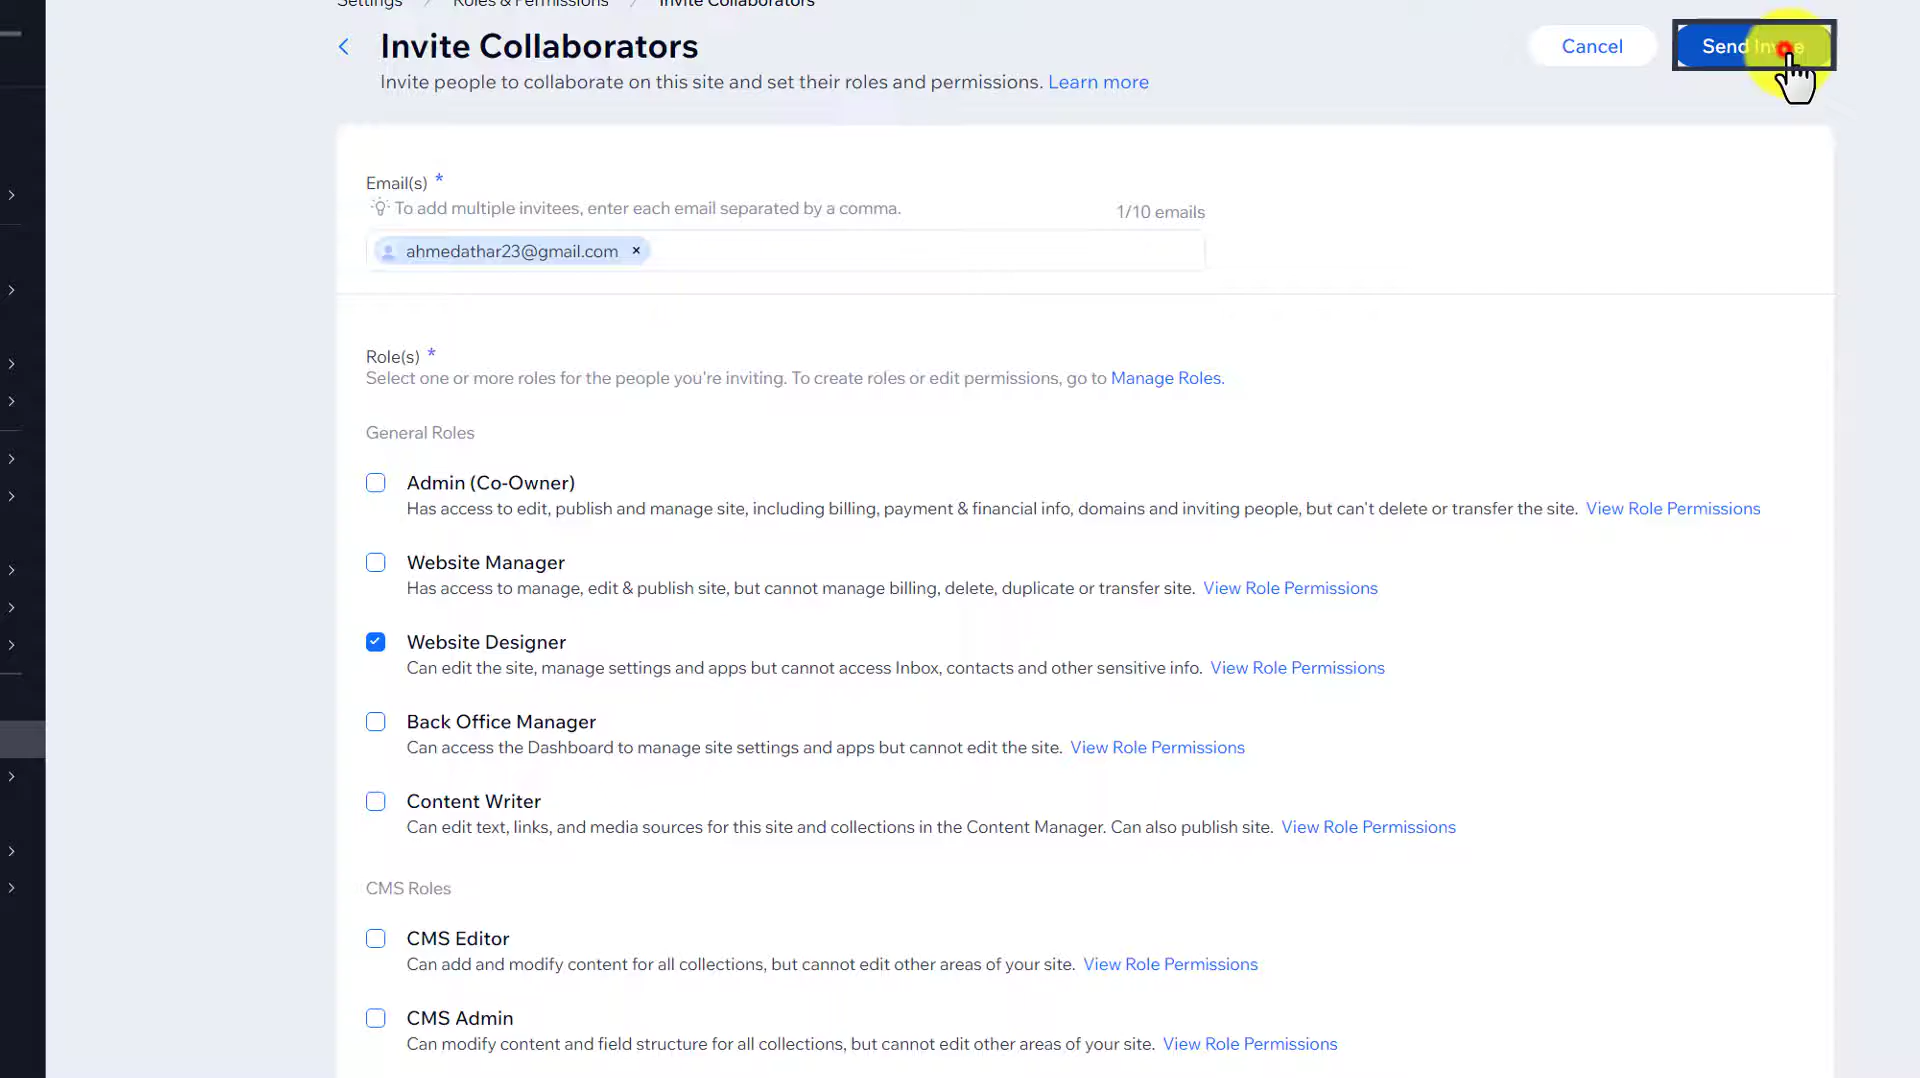 Settings / Roles & Permissions / Invite Collaborators
Invite Collaborators
Cancel
Send Invite
Invite people to collaborate on this site and set their roles and permissions. Learn more
Email(s) *
To add multiple invitees, enter each email separated by a comma.
1/10 emails
ahmedathar23@gmail.com ×
Role(s) *
Select one or more roles for the people you're inviting. To create roles or edit permissions, go to Manage Roles.
General Roles
Admin (Co-Owner)
Has access to edit, publish and manage site, including billing, payment & financial info, domains and inviting people, but can't delete or transfer the site. View Role Permissions
Website Manager
Has access to manage, edit & publish site, but cannot manage billing, delete, duplicate or transfer site. View Role Permissions
Website Designer
Can edit the site, manage settings and apps but cannot access Inbox, contacts and other sensitive info. View Role Permissions
Back Office Manager
Can access the Dashboard to manage site settings and apps but cannot edit the site. View Role Permissions
Content Writer
Can edit text, links, and media sources for this site and collections in the Content Manager. Can also publish site. View Role Permissions
CMS Roles
CMS Editor
Can add and modify content for all collections, but cannot edit other areas of your site. View Role Permissions
CMS Admin
Can modify content and field structure for all collections, but cannot edit other areas of your site. View Role Permissions